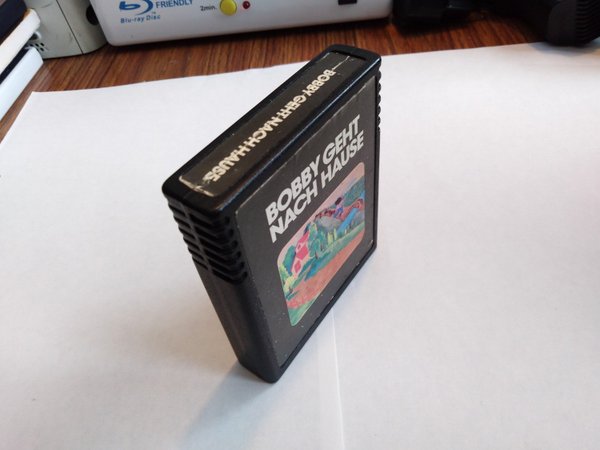 Blu-ray Disc
FRIENDLY
2min.
BOBBY GEHT NACH HAUSE
BOBBY GEHT
NACH HAUSE